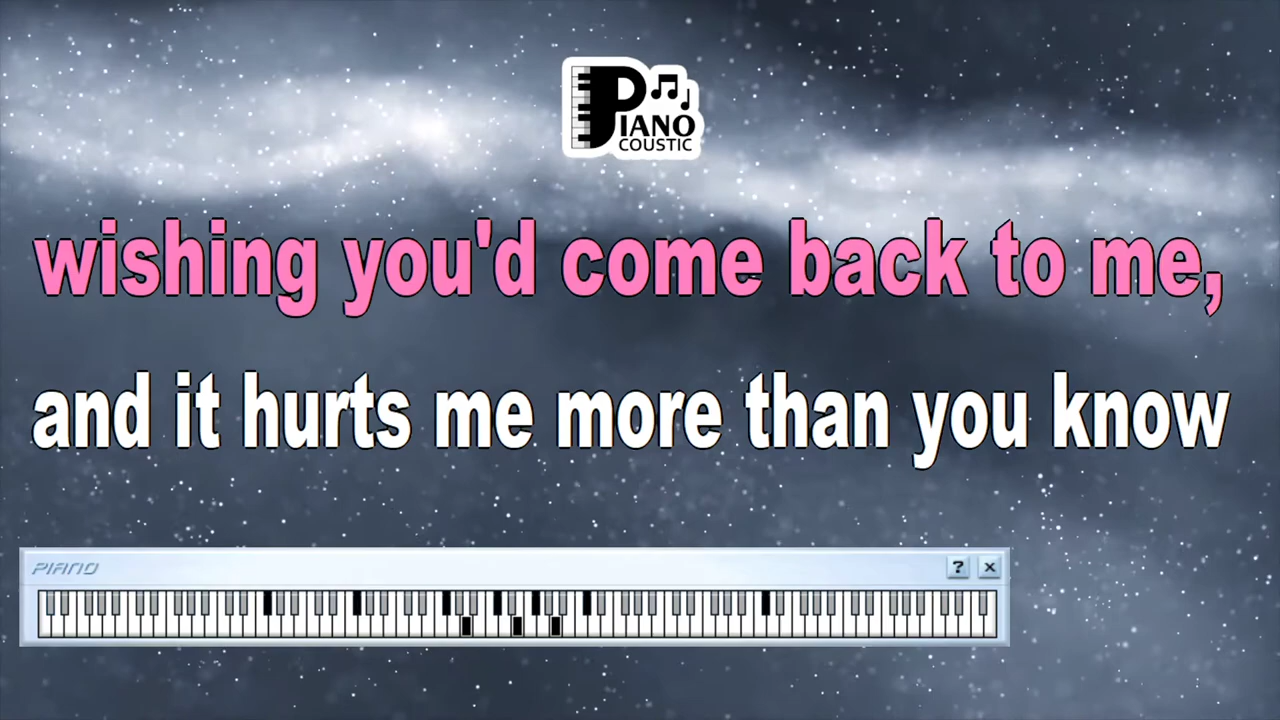 PIANO
COUSTIC
wishing you'd come back to me,
and it hurts me more than you know
PIANO
? ×